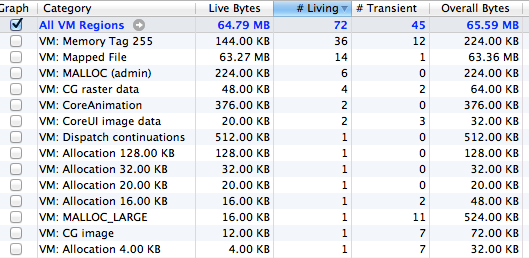 Graph Category Live Bytes # Living # Transient Overall Bytes
All VM Regions 64.79 MB 72 45 65.59 MB
VM: Memory Tag 255 144.00 KB 36 12 224.00 KB
VM: Mapped File 63.27 MB 14 1 63.36 MB
VM: MALLOC (admin) 224.00 KB 6 0 224.00 KB
VM: CG raster data 48.00 KB 4 2 64.00 KB
VM: CoreAnimation 376.00 KB 2 0 376.00 KB
VM: CoreUI image data 20.00 KB 2 3 32.00 KB
VM: Dispatch continuations 512.00 KB 1 0 512.00 KB
VM: Allocation 128.00 KB 128.00 KB 1 0 128.00 KB
VM: Allocation 32.00 KB 32.00 KB 1 0 32.00 KB
VM: Allocation 20.00 KB 20.00 KB 1 0 20.00 KB
VM: Allocation 16.00 KB 16.00 KB 1 2 48.00 KB
VM: MALLOC_LARGE 16.00 KB 1 11 524.00 KB
VM: CG image 12.00 KB 1 7 72.00 KB
VM: Allocation 4.00 KB 4.00 KB 1 7 32.00 KB